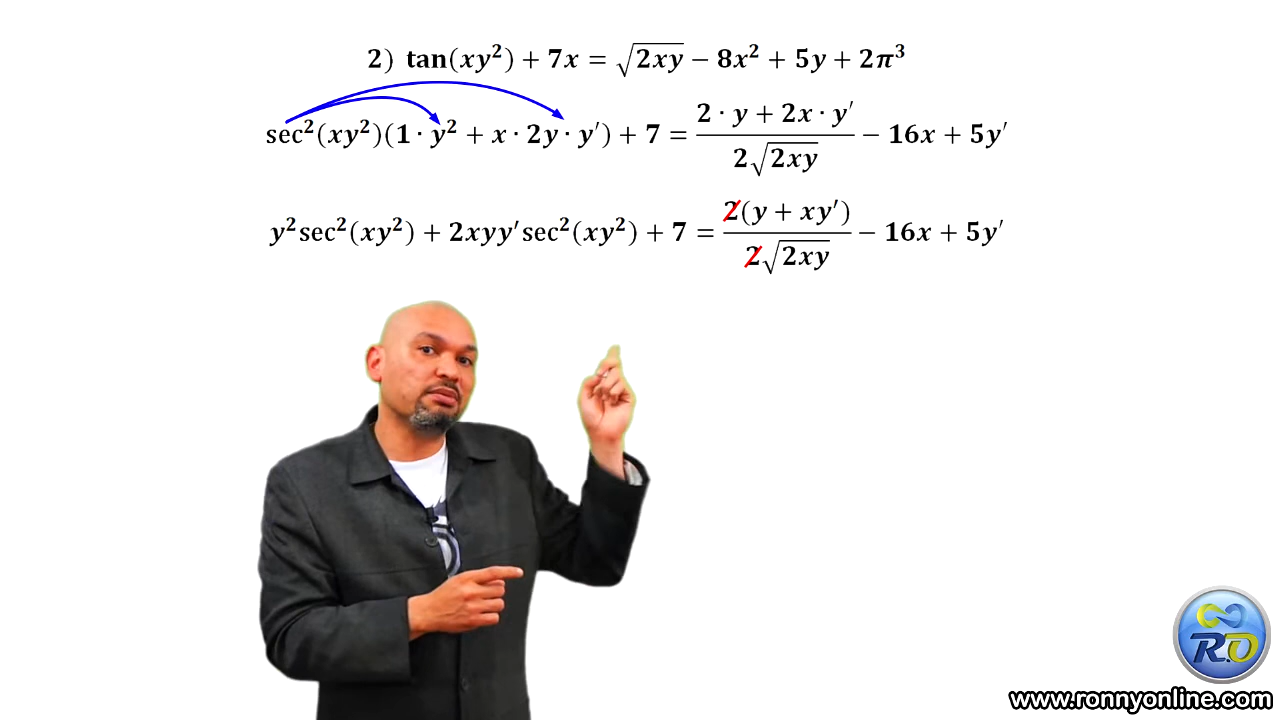 2) tan(xy²) + 7x = √2xy − 8x² + 5y + 2π³
sec²(xy²)(1 · y² + x · 2y · y′) + 7 = (2 · y + 2x · y′)/(2√2xy) − 16x + 5y′
y²sec²(xy²) + 2xyy′sec²(xy²) + 7 = 2(y + xy′)/(2√2xy) − 16x + 5y′
R.O
www.ronnyonline.com